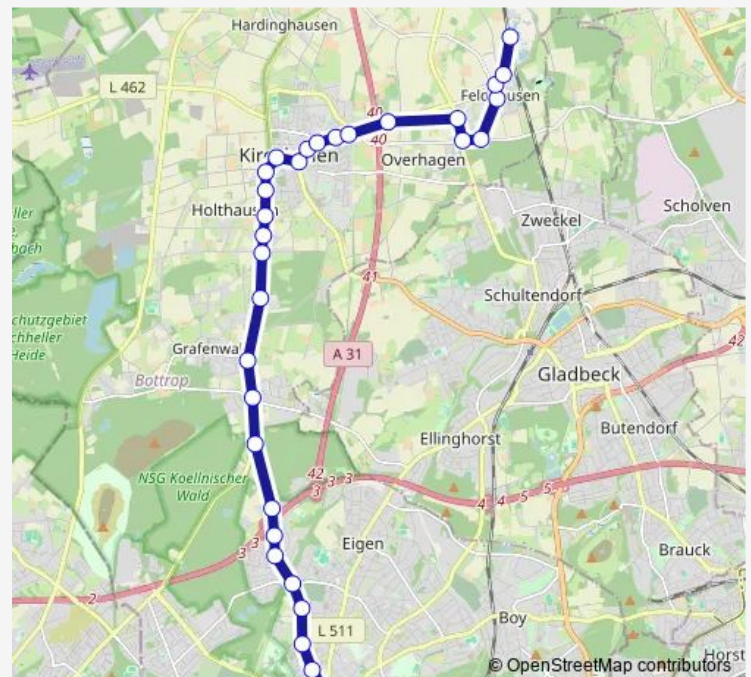 Hardinghausen
L 462
Feldhausen
40
40
Overhagen
Holthausen
Scholven
Zweckel
41
Schultendorf
Heide
Grafenwald
A 31
42
Bottrop
Gladbeck
Ellinghorst
Butendorf
NSG Koellnischer
Wald
42
3
3
3
3
4
4
5
5
3
3
Eigen
Brauck
2
L 511
Boy
Horst
© OpenStreetMap contributors